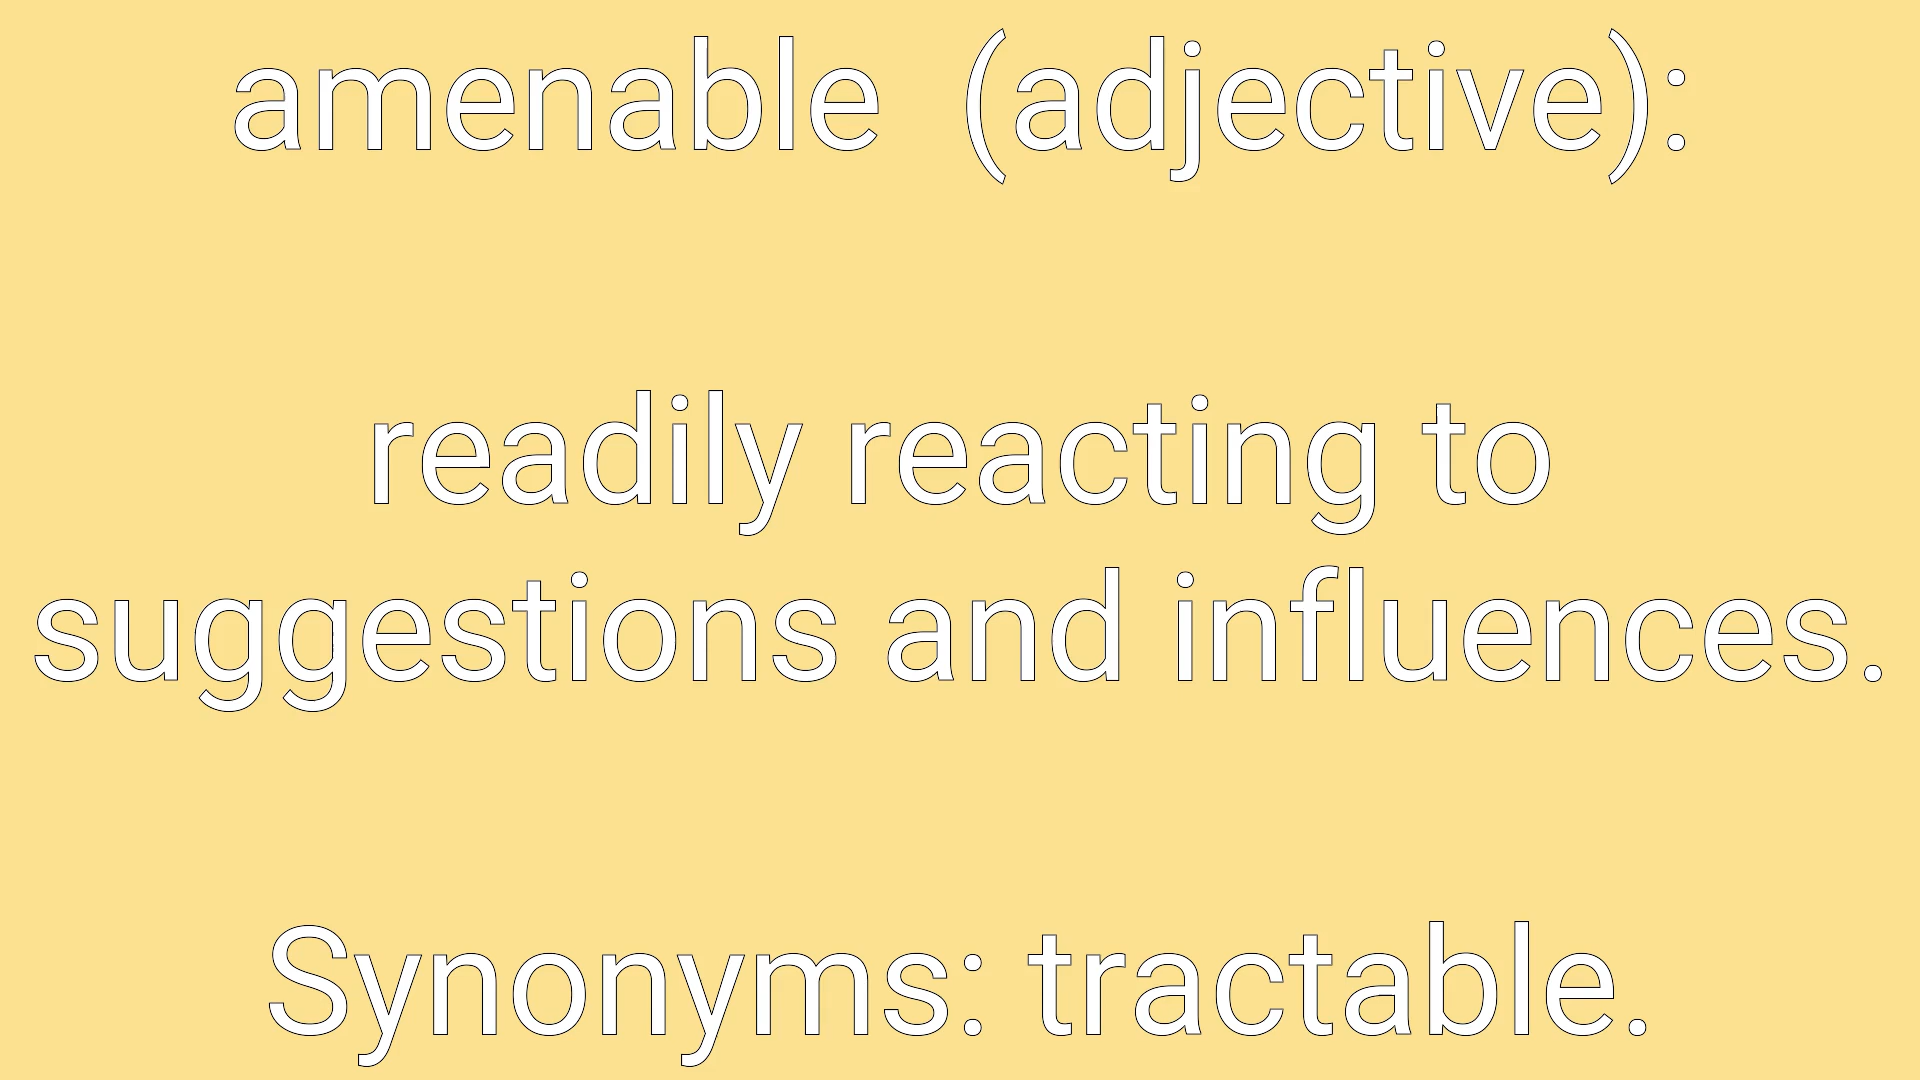 amenable  (adjective):
readily reacting to
suggestions and influences.
Synonyms: tractable.